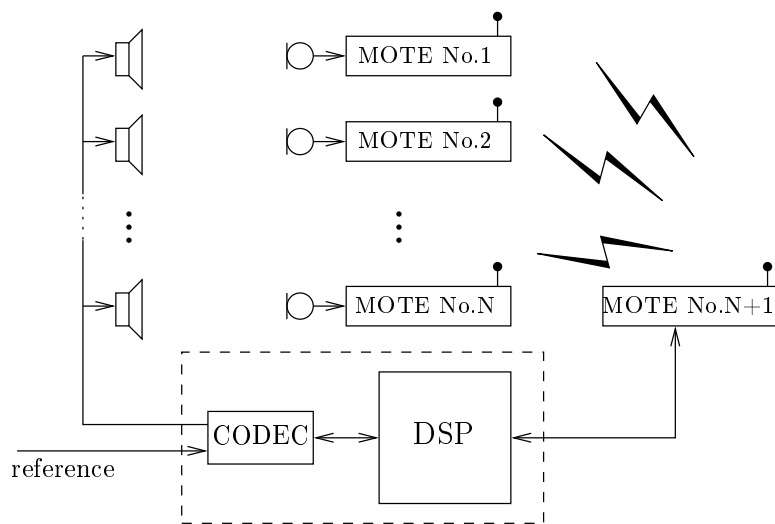 MOTE No.1
MOTE No.2
MOTE No.N
MOTE No.N+1
CODEC
DSP
reference